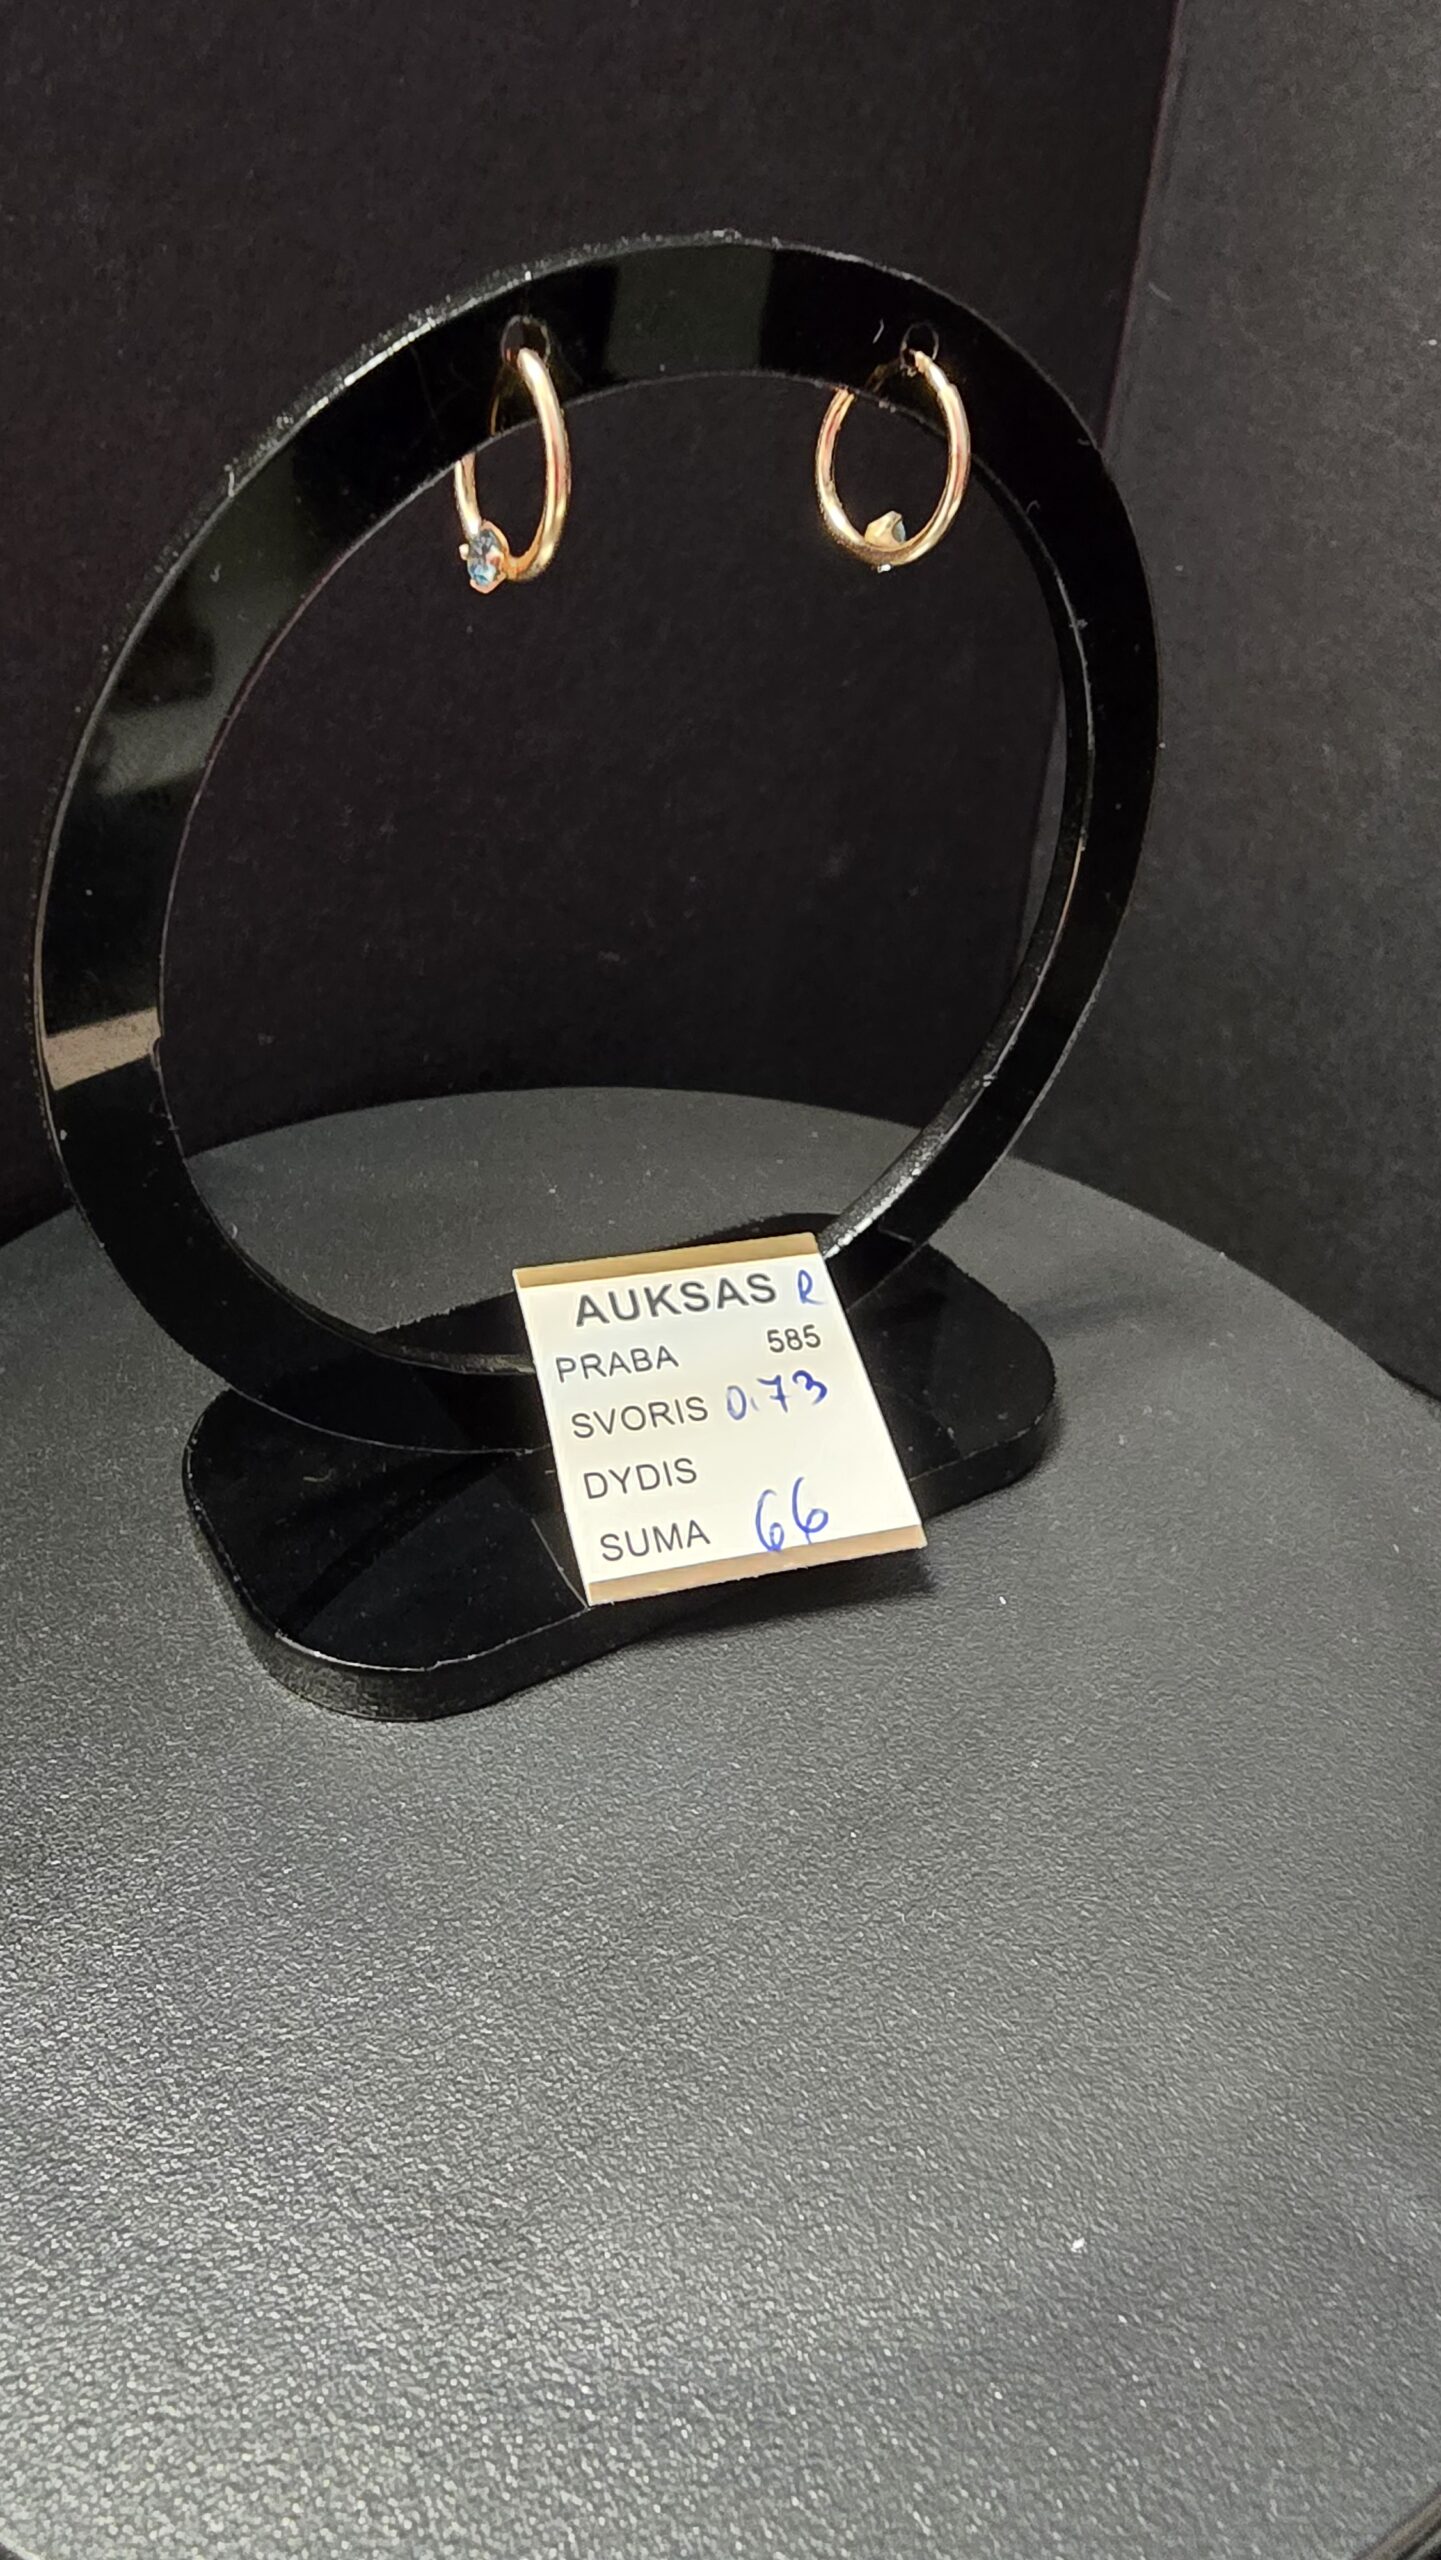 AUKSAS R
PRABA 585
SVORIS 0.73
DYDIS
SUMA 66